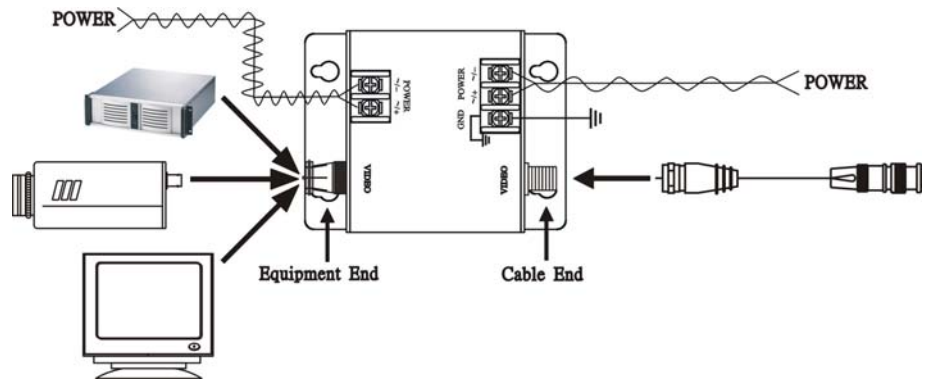 POWER
POWER
~/-
~/+
POWER
~/-
~/+
GND
POWER
VIDEO
VIDEO
Equipment End
Cable End